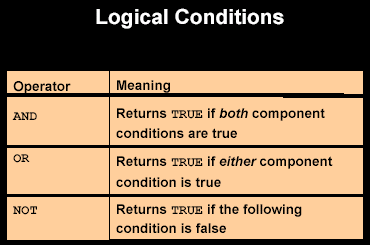 Logical Conditions
Operator Meaning
AND Returns TRUE if both component
conditions are true
OR Returns TRUE if either component
condition is true
NOT Returns TRUE if the following
condition is false